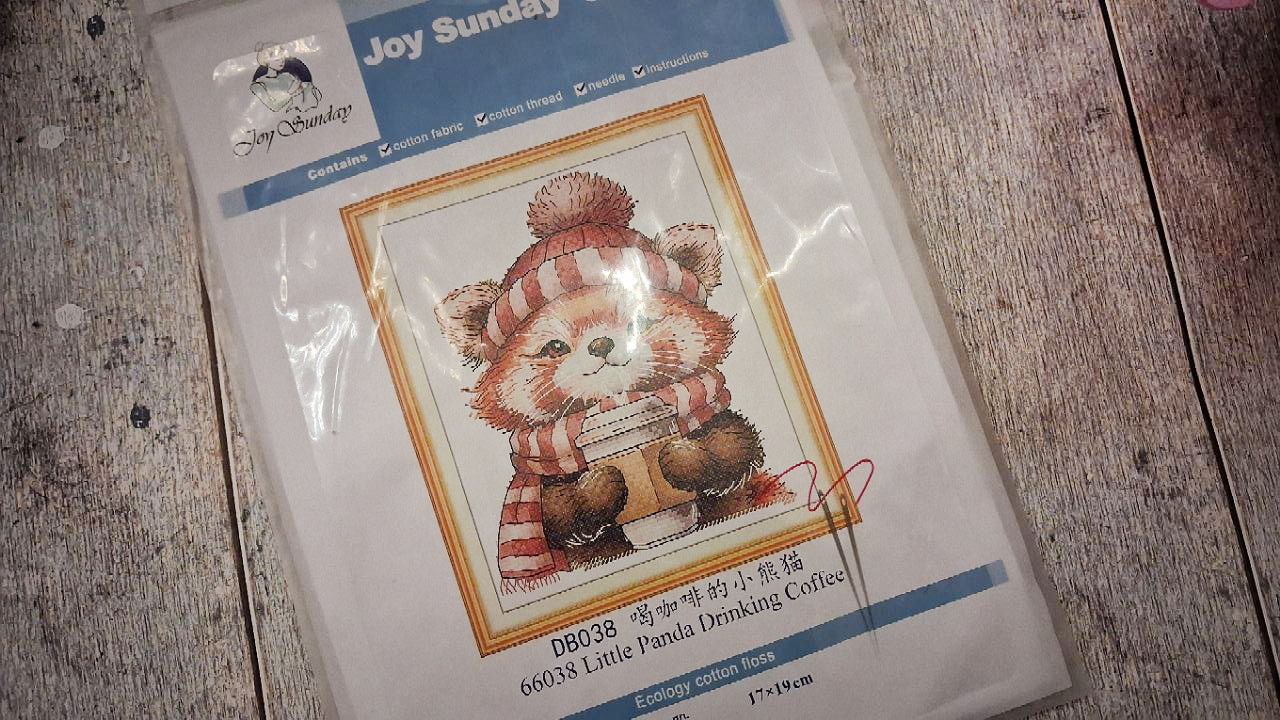 Joy Sunday
Joy Sunday
Contains ☑cotton fabric ☑cotton thread ☑needle ☑instructions
DB038 喝咖啡的小熊猫
66038 Little Panda Drinking Coffee
Ecology cotton floss
17×19cm